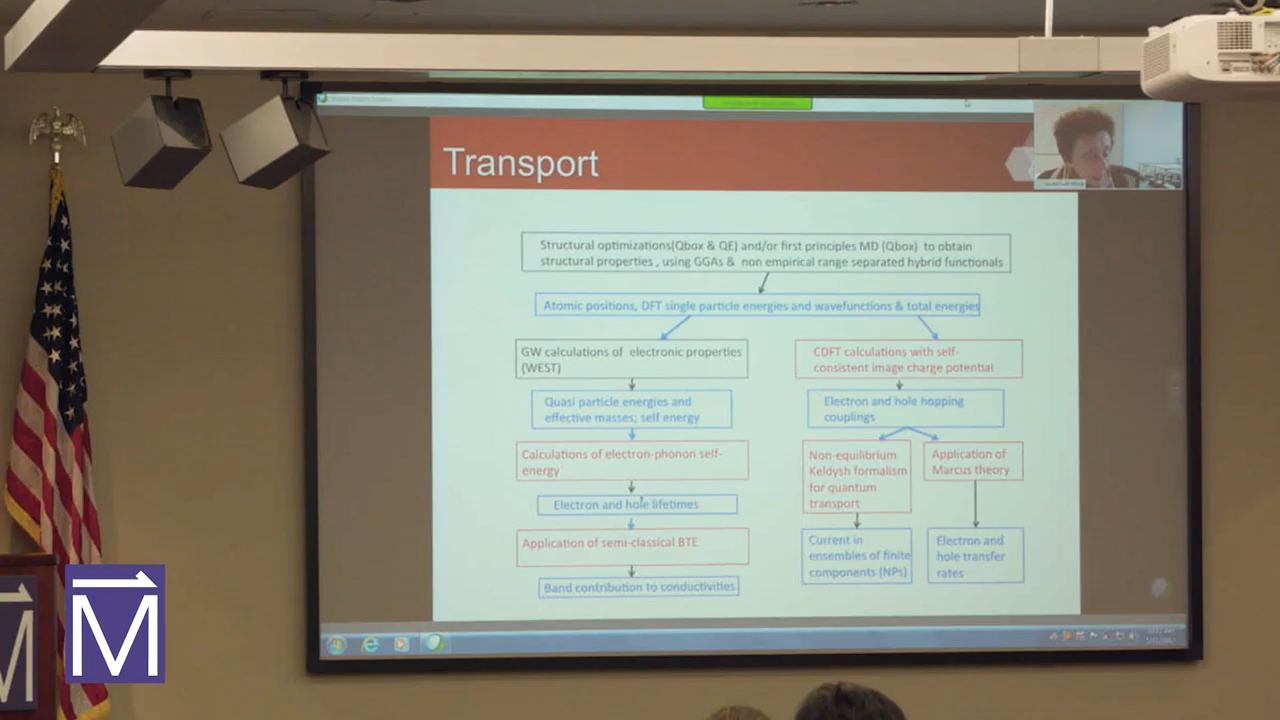 Transport
Structural optimizations(Qbox & QE) and/or first principles MD (Qbox) to obtain
structural properties , using GGAs & non empirical range separated hybrid functionals
Atomic positions, DFT single particle energies and wavefunctions & total energies
GW calculations of electronic properties
(WEST)
Quasi particle energies and
effective masses; self energy
Calculations of electron-phonon self-
energy
Electron and hole lifetimes
Application of semi-classical BTE
Band contribution to conductivities
CDFT calculations with self-
consistent image charge potential
Electron and hole hopping
couplings
Non-equilibrium
Keldysh formalism
for quantum
transport
Application of
Marcus theory
Current in
ensembles of finite
components (NPs)
Electron and
hole transfer
rates
M
M